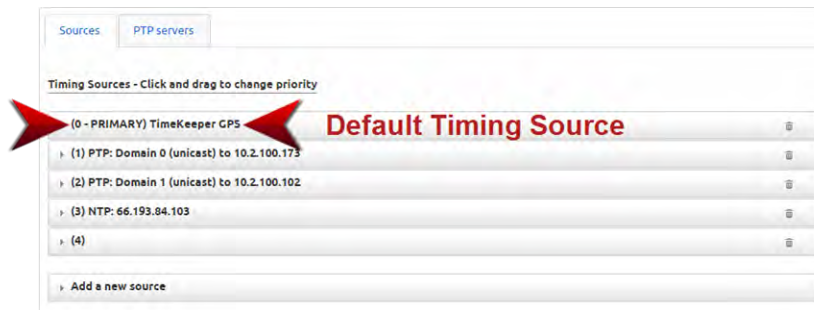 Sources PTP servers
Timing Sources - Click and drag to change priority
(0 - PRIMARY) TimeKeeper GPS Default Timing Source
(1) PTP: Domain 0 (unicast) to 10.2.100.173
(2) PTP: Domain 1 (unicast) to 10.2.100.102
(3) NTP: 66.193.84.103
(4)
Add a new source